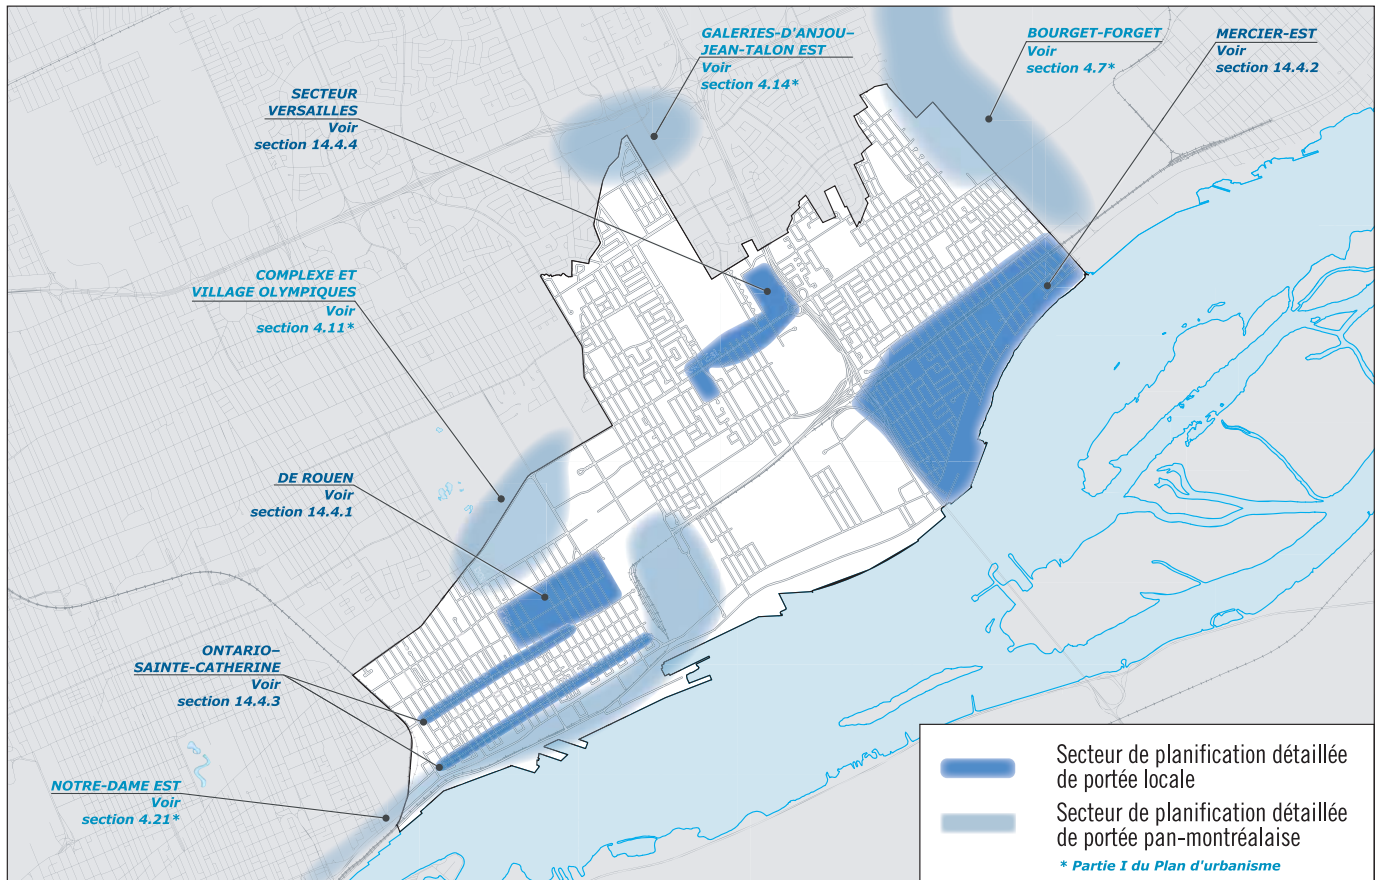 GALERIES-D'ANJOU–
JEAN-TALON EST
Voir
section 4.14*
BOURGET-FORGET
Voir
section 4.7*
MERCIER-EST
Voir
section 14.4.2
SECTEUR
VERSAILLES
Voir
section 14.4.4
COMPLEXE ET
VILLAGE OLYMPIQUES
Voir
section 4.11*
DE ROUEN
Voir
section 14.4.1
ONTARIO–
SAINTE-CATHERINE
Voir
section 14.4.3
NOTRE-DAME EST
Voir
section 4.21*
Secteur de planification détaillée
de portée locale
Secteur de planification détaillée
de portée pan-montréalaise
* Partie I du Plan d'urbanisme